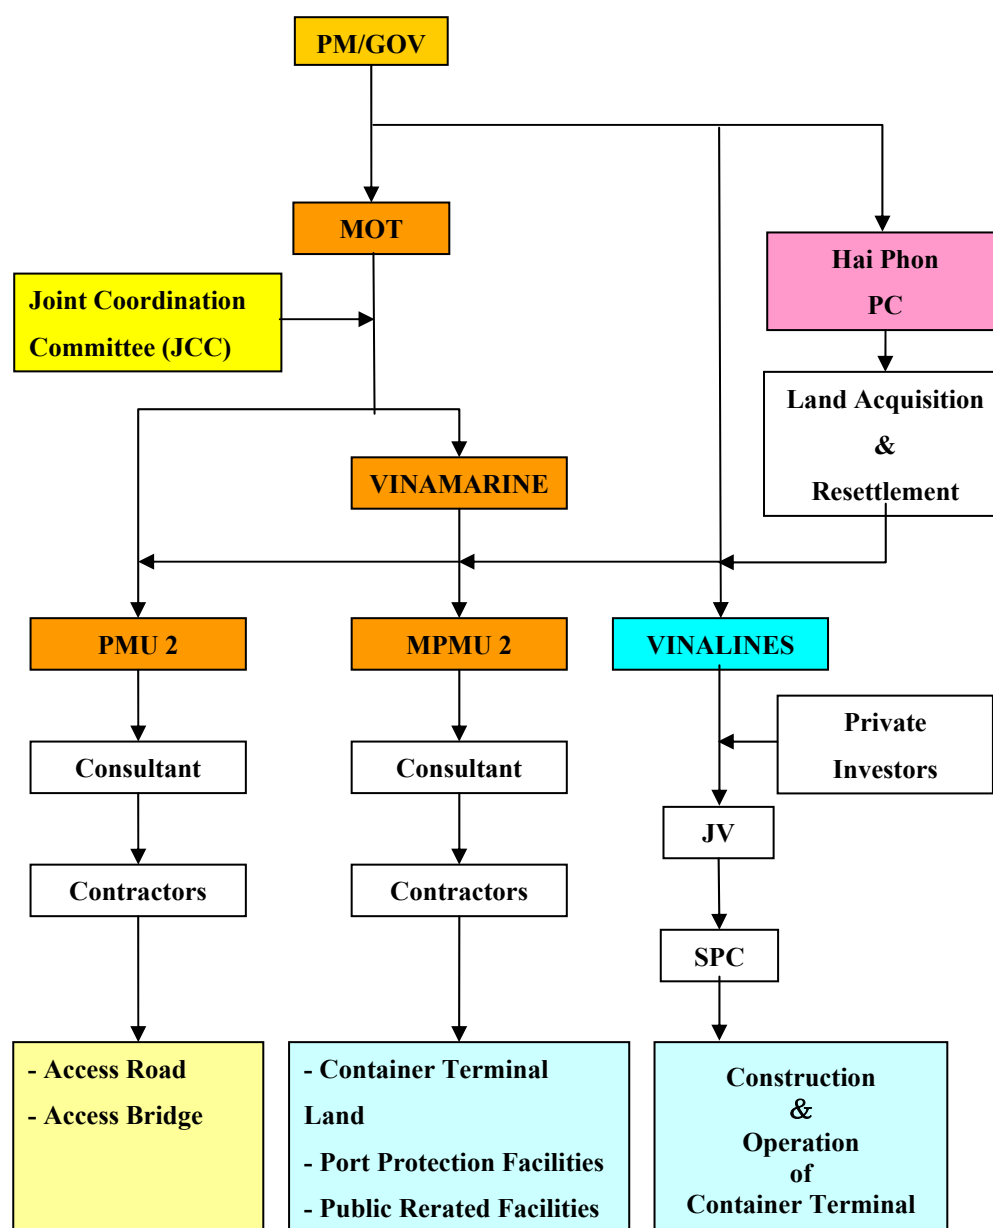 PM/GOV
MOT
Hai Phon
PC
Joint Coordination
Committee (JCC)
Land Acquisition
&
Resettlement
VINAMARINE
PMU 2
MPMU 2
VINALINES
Private
Investors
Consultant
Consultant
JV
Contractors
Contractors
SPC
- Access Road
- Access Bridge
- Container Terminal
Land
- Port Protection Facilities
- Public Rerated Facilities
Construction
&
Operation
of
Container Terminal